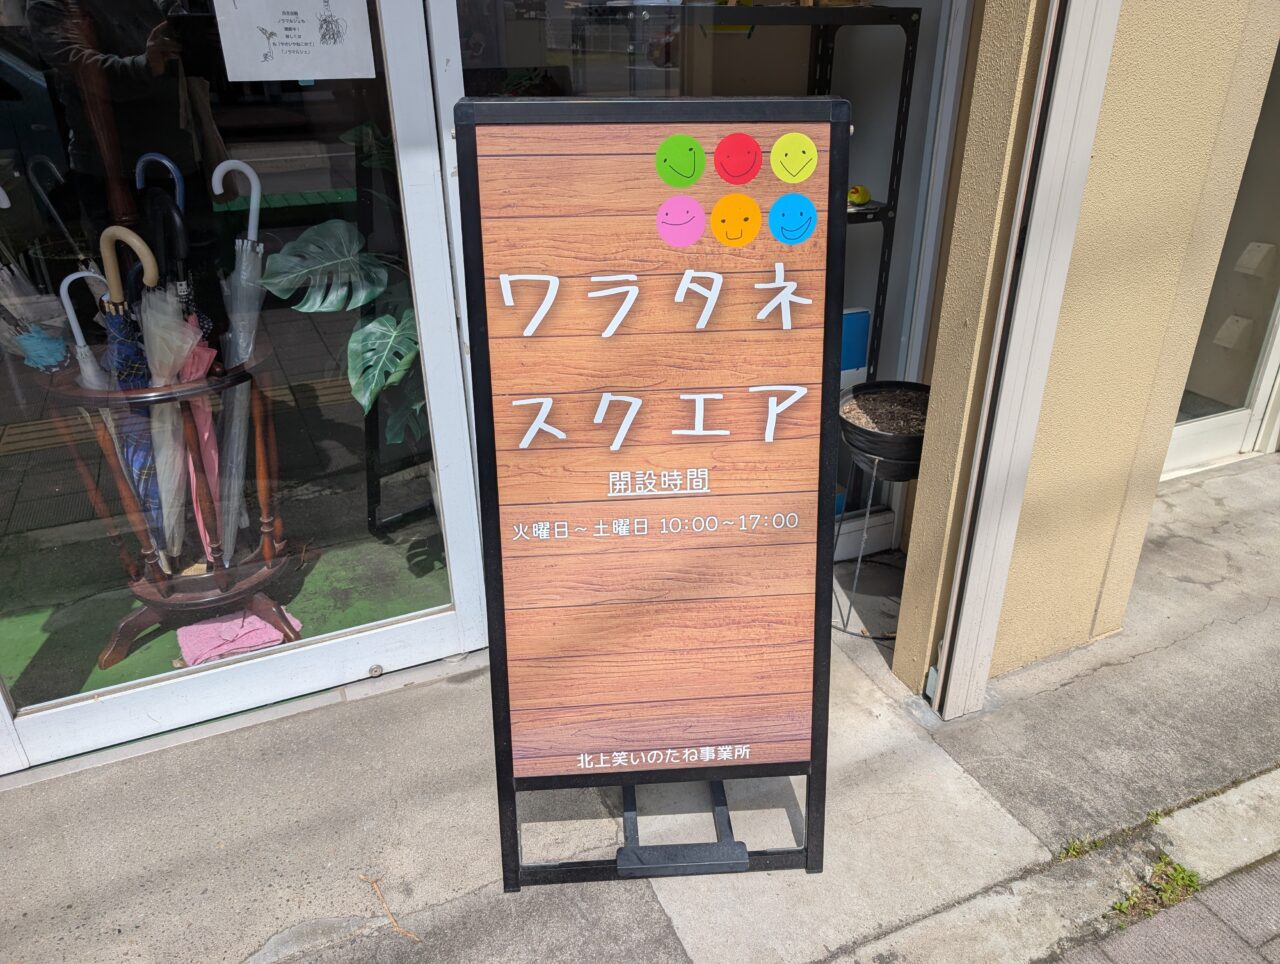 ワラタネ
スクエア
開設時間
火曜日～土曜日 10:00～17:00
北上笑いのたね事業所